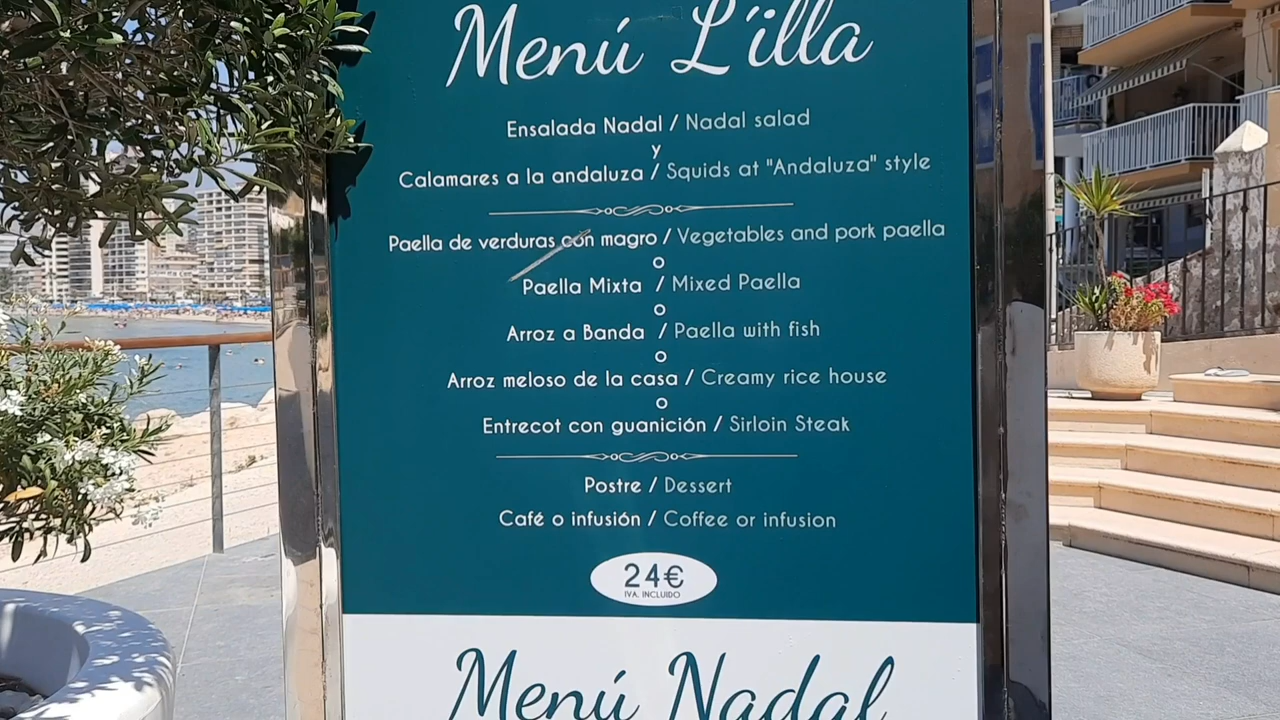 Menú L'illa
Ensalada Nadal / Nadal salad
y
Calamares a la andaluza / Squids at "Andaluza" style
Paella de verduras con magro / Vegetables and pork paella
o
Paella Mixta / Mixed Paella
o
Arroz a Banda / Paella with fish
o
Arroz meloso de la casa / Creamy rice house
o
Entrecot con guanición / Sirloin Steak
Postre / Dessert
Café o infusión / Coffee or infusion
24€
IVA. INCLUIDO
Menú Nadal